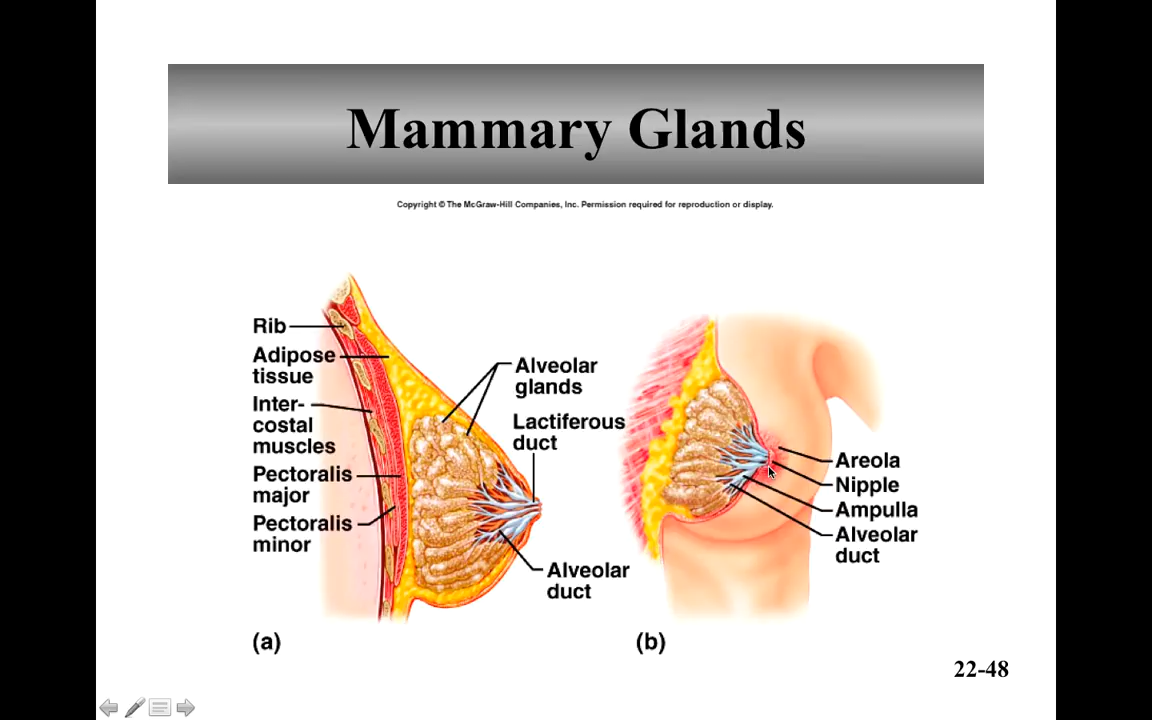 Mammary Glands
Copyright © The McGraw-Hill Companies, Inc. Permission required for reproduction or display.
Rib
Adipose
tissue
Inter-
costal
muscles
Pectoralis
major
Pectoralis
minor
Alveolar
glands
Lactiferous
duct
Alveolar
duct
(a)
Areola
Nipple
Ampulla
Alveolar
duct
(b)
22-48